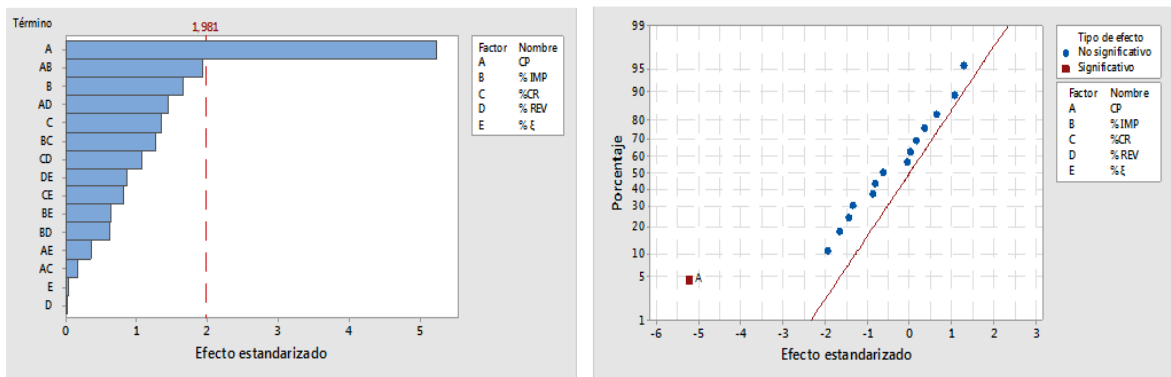 Término
1,981
A
AB
B
AD
C
BC
CD
DE
CE
BE
BD
AE
AC
E
D
0 1 2 3 4 5
Efecto estandarizado
Factor Nombre
A CP
B % IMP
C %CR
D % REV
E % ξ
99
95
90
80
70
60
50
40
30
20
10
5
1
Porcentaje
A
-6 -5 -4 -3 -2 -1 0 1 2 3
Efecto estandarizado
Tipo de efecto
No significativo
Significativo
Factor Nombre
A CP
B % IMP
C %CR
D % REV
E % ξ